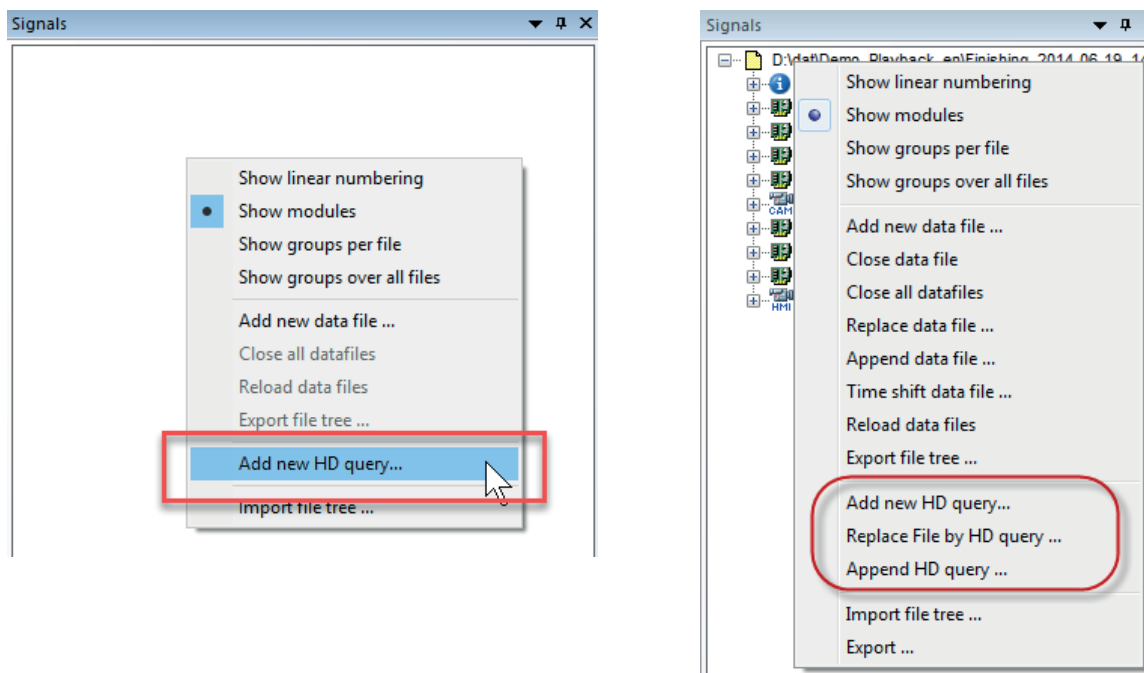 Signals
Show linear numbering
Show modules
Show groups per file
Show groups over all files
Add new data file ...
Close all datafiles
Reload data files
Export file tree ...
Add new HD query...
Import file tree ...
Signals
D:\dat\Demo_Playback_en\Finishing_2014_06_19_14
Show linear numbering
Show modules
Show groups per file
Show groups over all files
CAM
HMI
Add new data file ...
Close data file
Close all datafiles
Replace data file ...
Append data file ...
Time shift data file ...
Reload data files
Export file tree ...
Add new HD query...
Replace File by HD query ...
Append HD query ...
Import file tree ...
Export ...